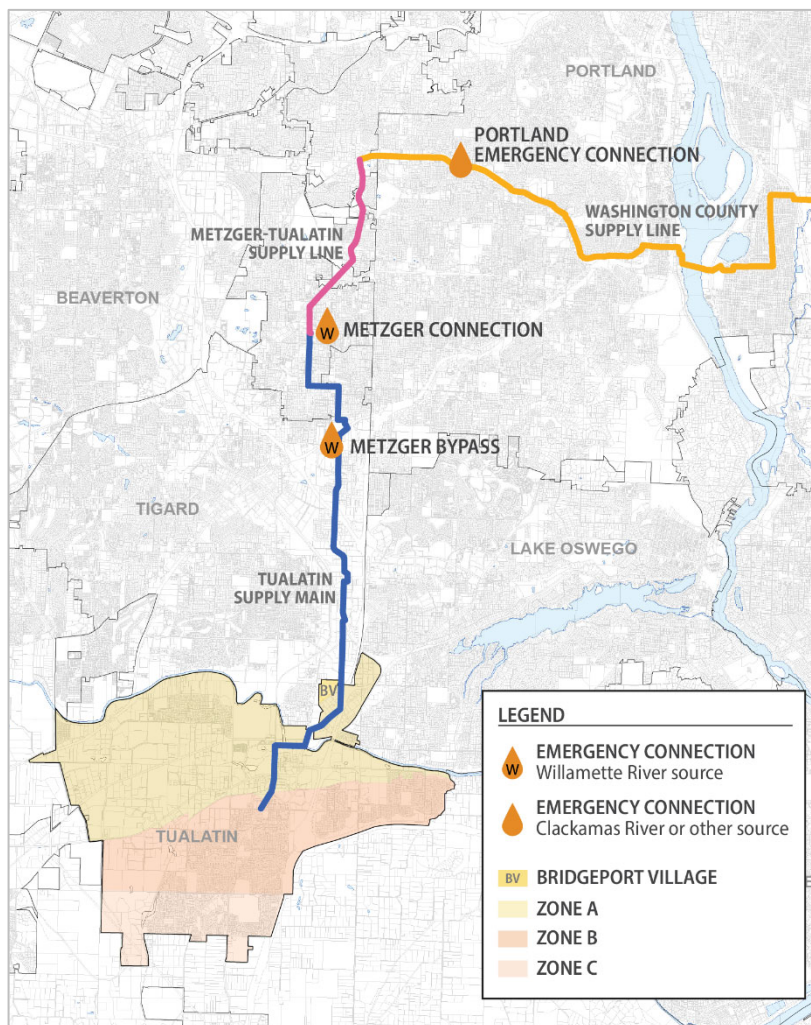 PORTLAND
PORTLAND
EMERGENCY CONNECTION
WASHINGTON COUNTY
SUPPLY LINE
METZGER-TUALATIN
SUPPLY LINE
BEAVERTON
W
METZGER CONNECTION
W
METZGER BYPASS
TIGARD
LAKE OSWEGO
TUALATIN
SUPPLY MAIN
BV
TUALATIN
LEGEND
W
EMERGENCY CONNECTION
Willamette River source
EMERGENCY CONNECTION
Clackamas River or other source
BV
BRIDGEPORT VILLAGE
ZONE A
ZONE B
ZONE C